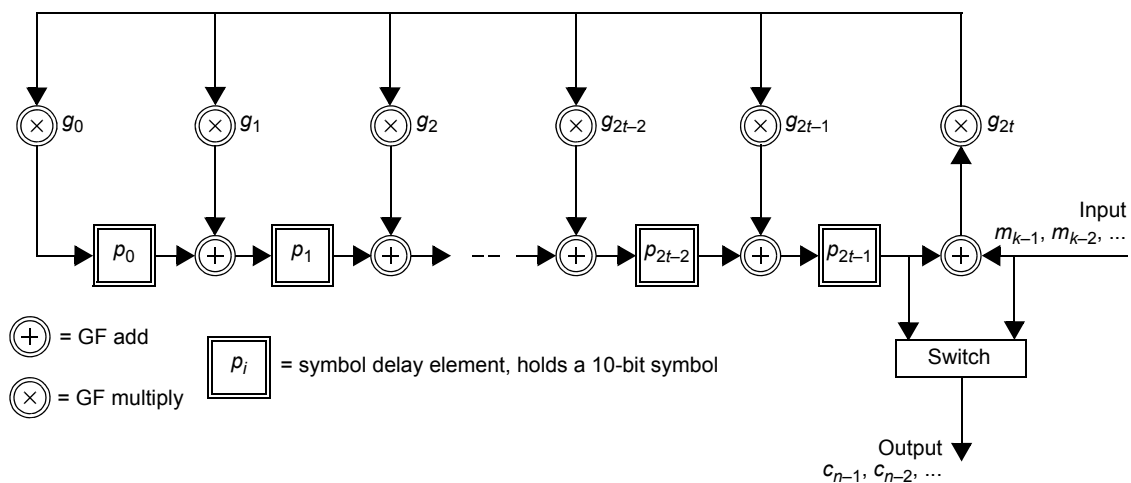 g0
g1
g2
g2t–2
g2t–1
g2t
Input
mk–1, mk–2, ...
p0
p1
p2t–2
p2t–1
= GF add
= GF multiply
pi
= symbol delay element, holds a 10-bit symbol
Switch
Output
cn–1, cn–2, ...